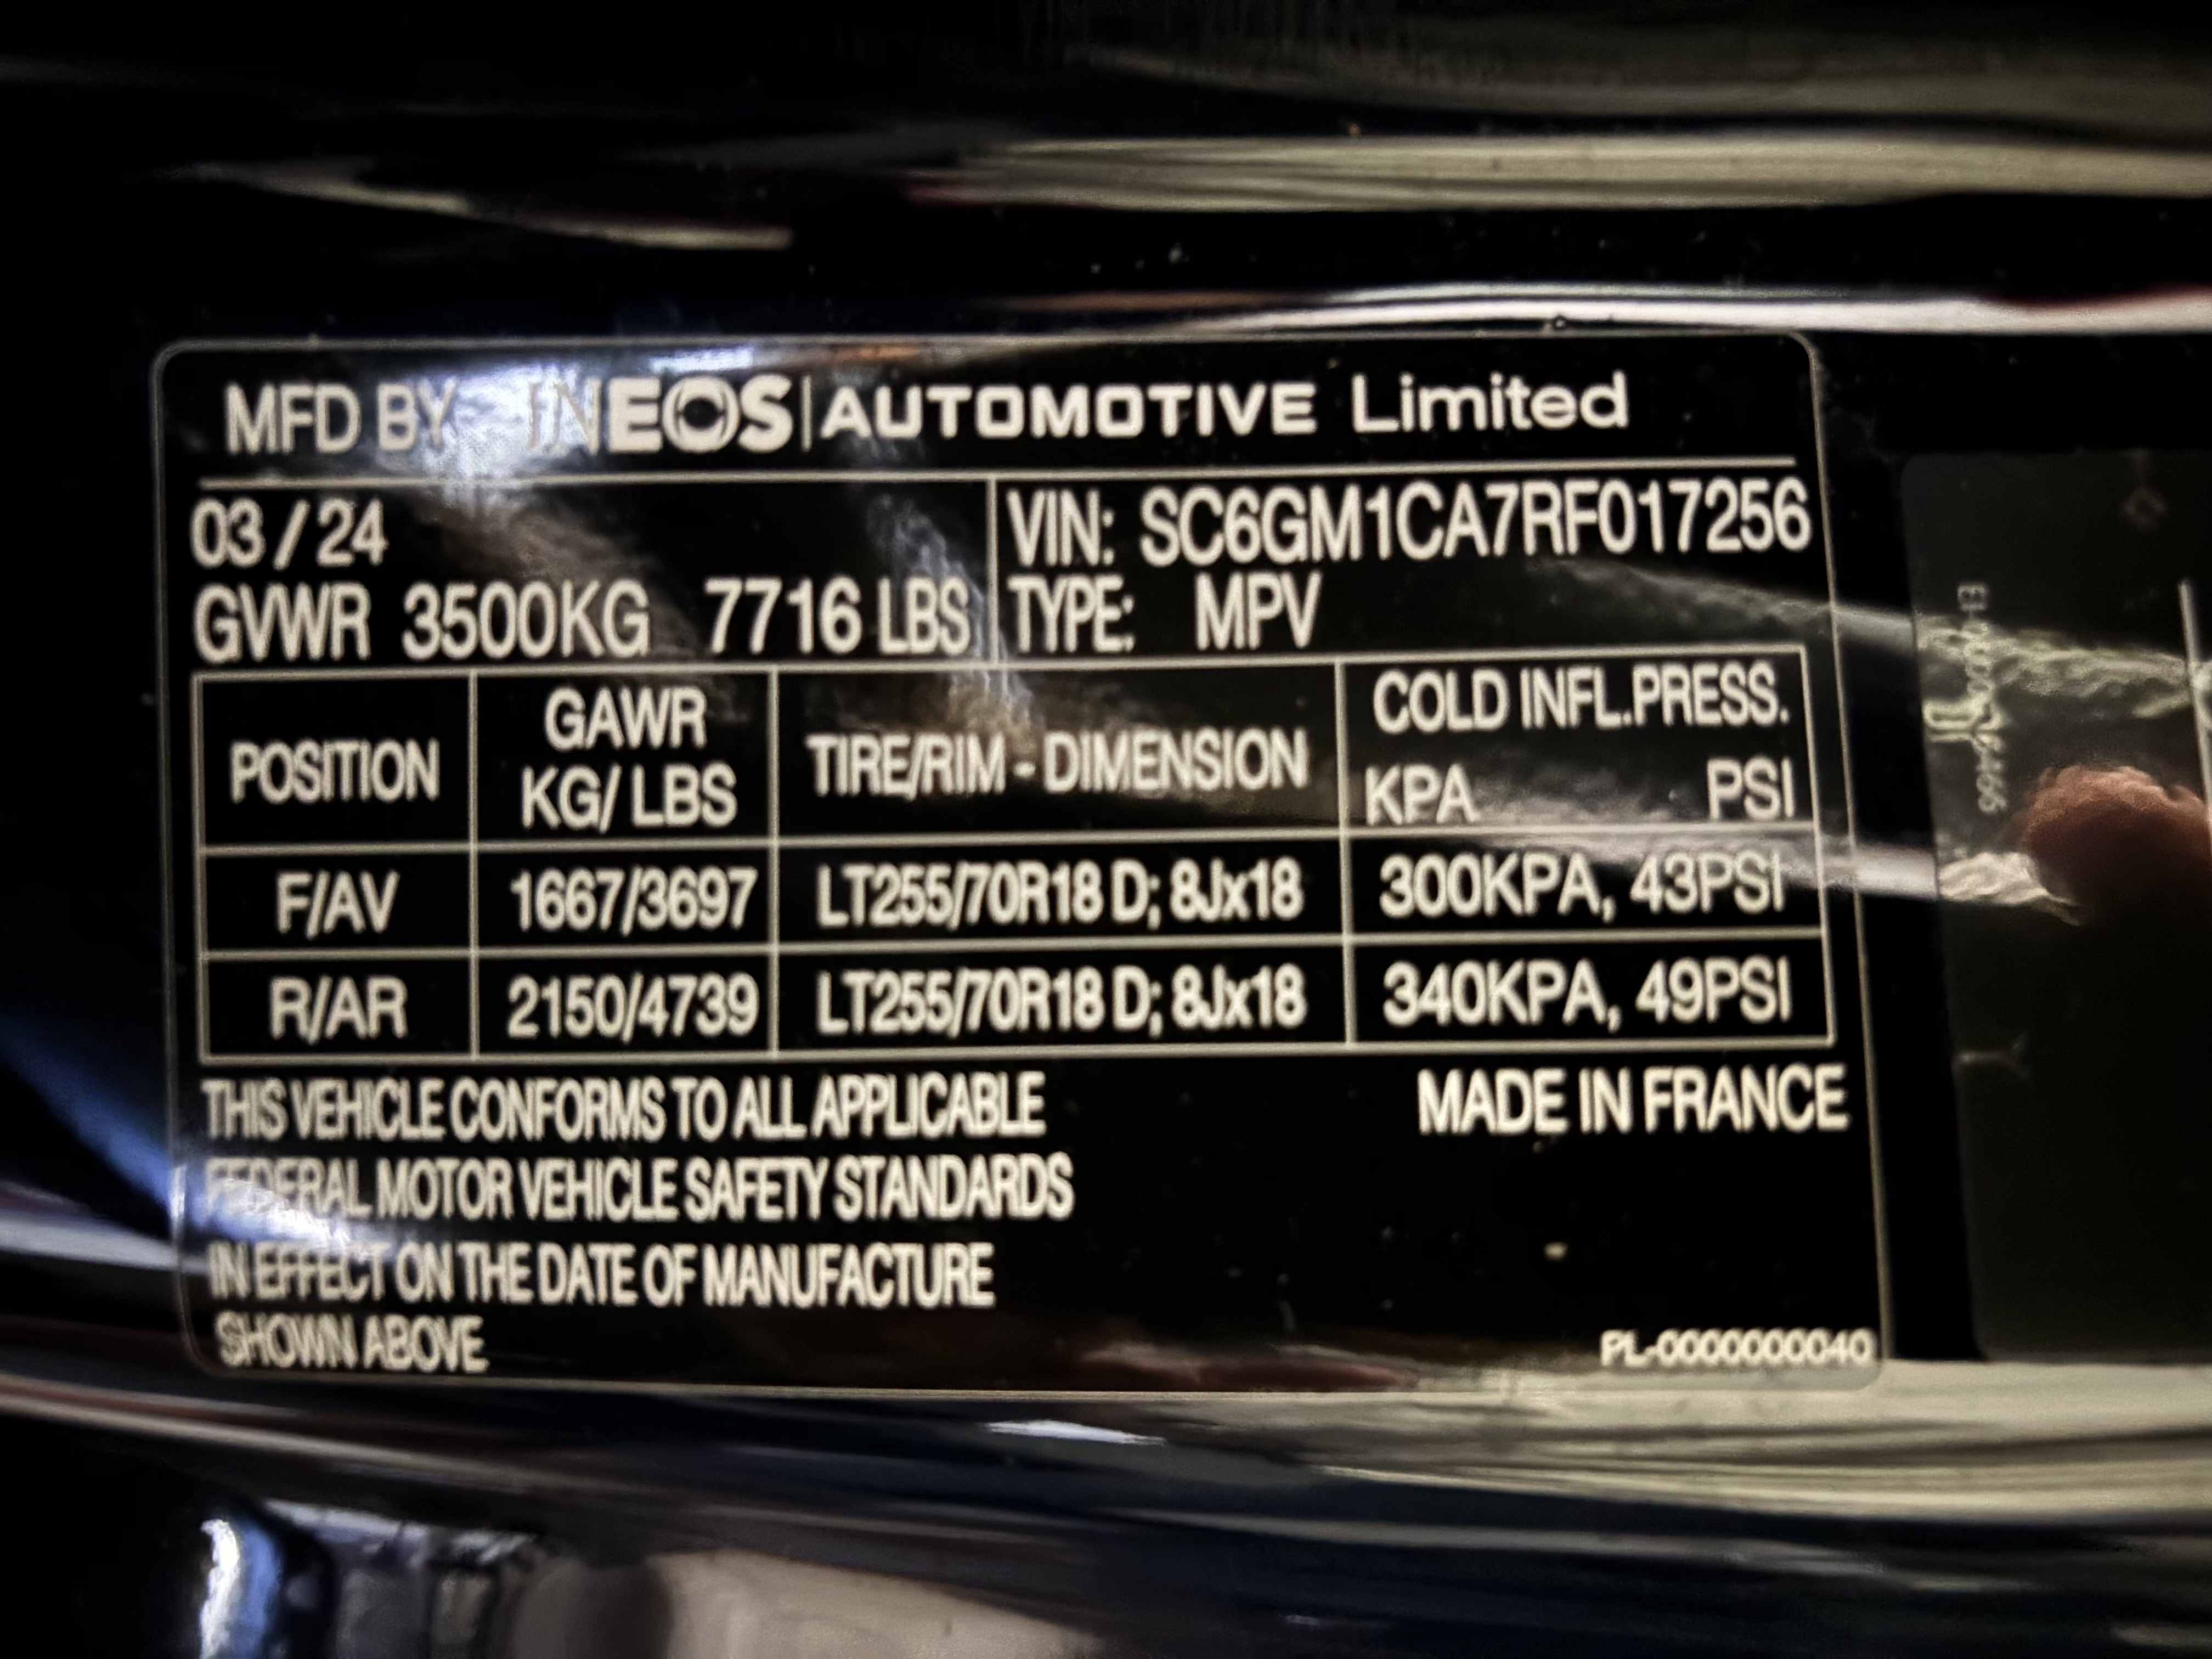 MFD BY INEOS | AUTOMOTIVE Limited
03 / 24
GVWR 3500KG 7716 LBS
VIN: SC6GM1CA7RF017256
TYPE: MPV
POSITION GAWR KG/ LBS TIRE/RIM - DIMENSION COLD INFL.PRESS. KPA PSI
F/AV 1667/3697 LT255/70R18 D; 8Jx18 300KPA, 43PSI
R/AR 2150/4739 LT255/70R18 D; 8Jx18 340KPA, 49PSI
THIS VEHICLE CONFORMS TO ALL APPLICABLE
FEDERAL MOTOR VEHICLE SAFETY STANDARDS
IN EFFECT ON THE DATE OF MANUFACTURE
SHOWN ABOVE
MADE IN FRANCE
PL-0000000040